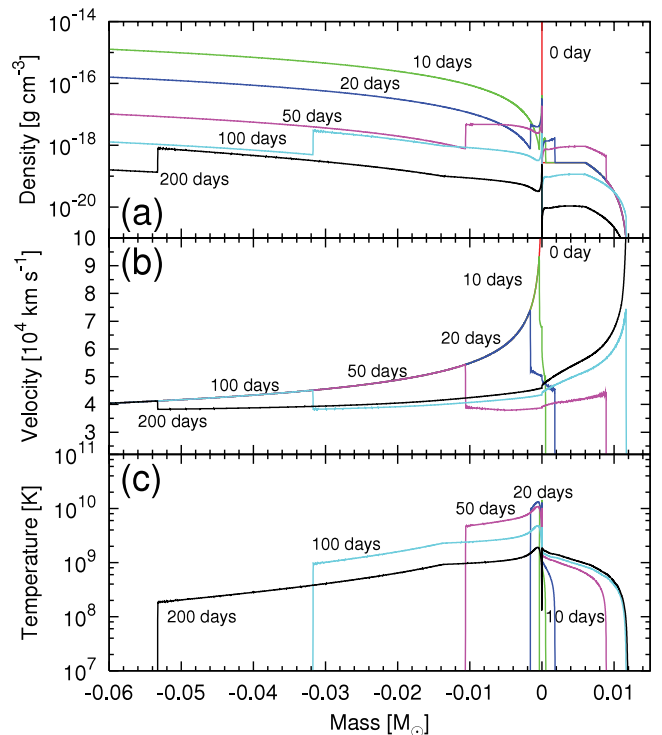 10^-14
10^-16
10^-18
10^-20
Density [g cm^-3]
0 day
10 days
20 days
50 days
100 days
200 days
(a)
10
9
8
7
6
5
4
3
2
Velocity [10^4 km s^-1]
(b)
0 day
10 days
20 days
50 days
100 days
200 days
10^11
10^10
10^9
10^8
10^7
Temperature [K]
(c)
20 days
50 days
100 days
200 days
10 days
-0.06 -0.05 -0.04 -0.03 -0.02 -0.01 0 0.01
Mass [M☉]